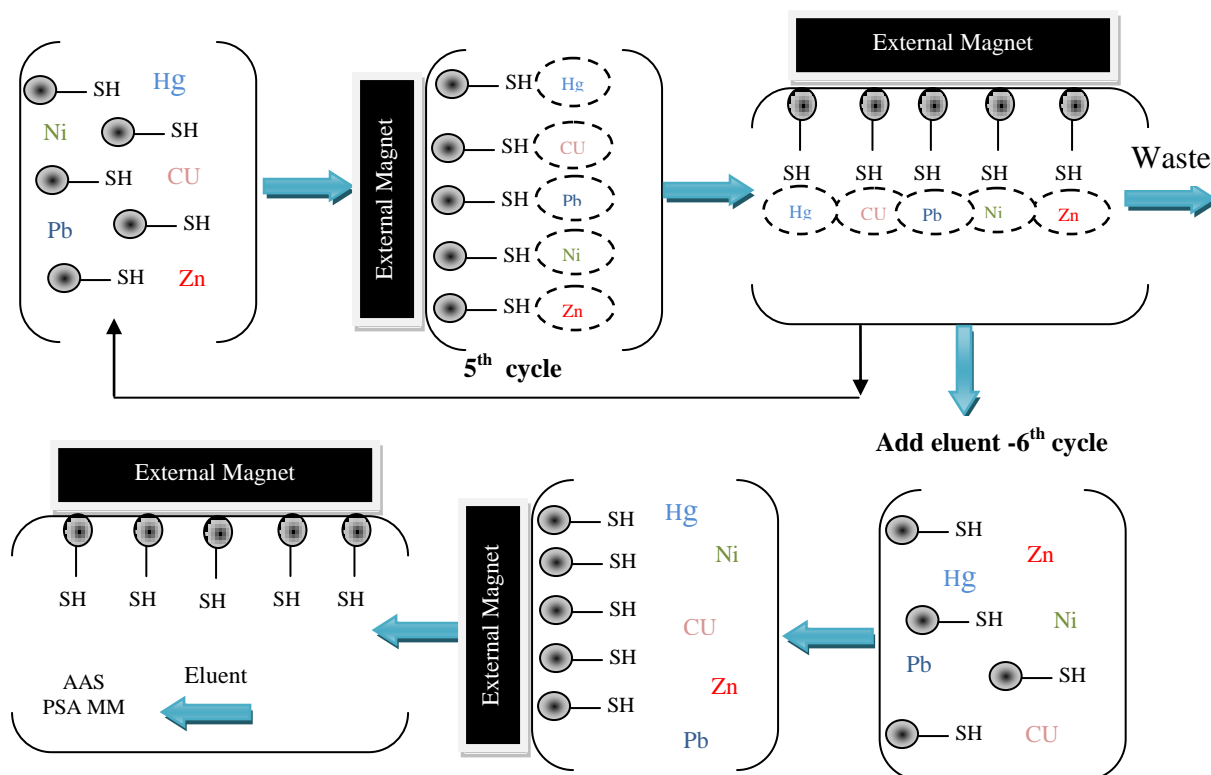 SH
Hg
Ni
SH
SH
CU
Pb
SH
SH
Zn
External Magnet
SH
Hg
SH
CU
SH
Pb
SH
Ni
SH
Zn
5th cycle
External Magnet
SH SH SH SH SH
Hg CU Pb Ni Zn
Waste
Add eluent -6th cycle
SH
Zn
Hg
SH
Ni
Pb
SH
SH
CU
External Magnet
SH
Hg
SH
Ni
SH
CU
SH
Zn
SH
Pb
External Magnet
SH SH SH SH SH
Eluent
AAS
PSA MM